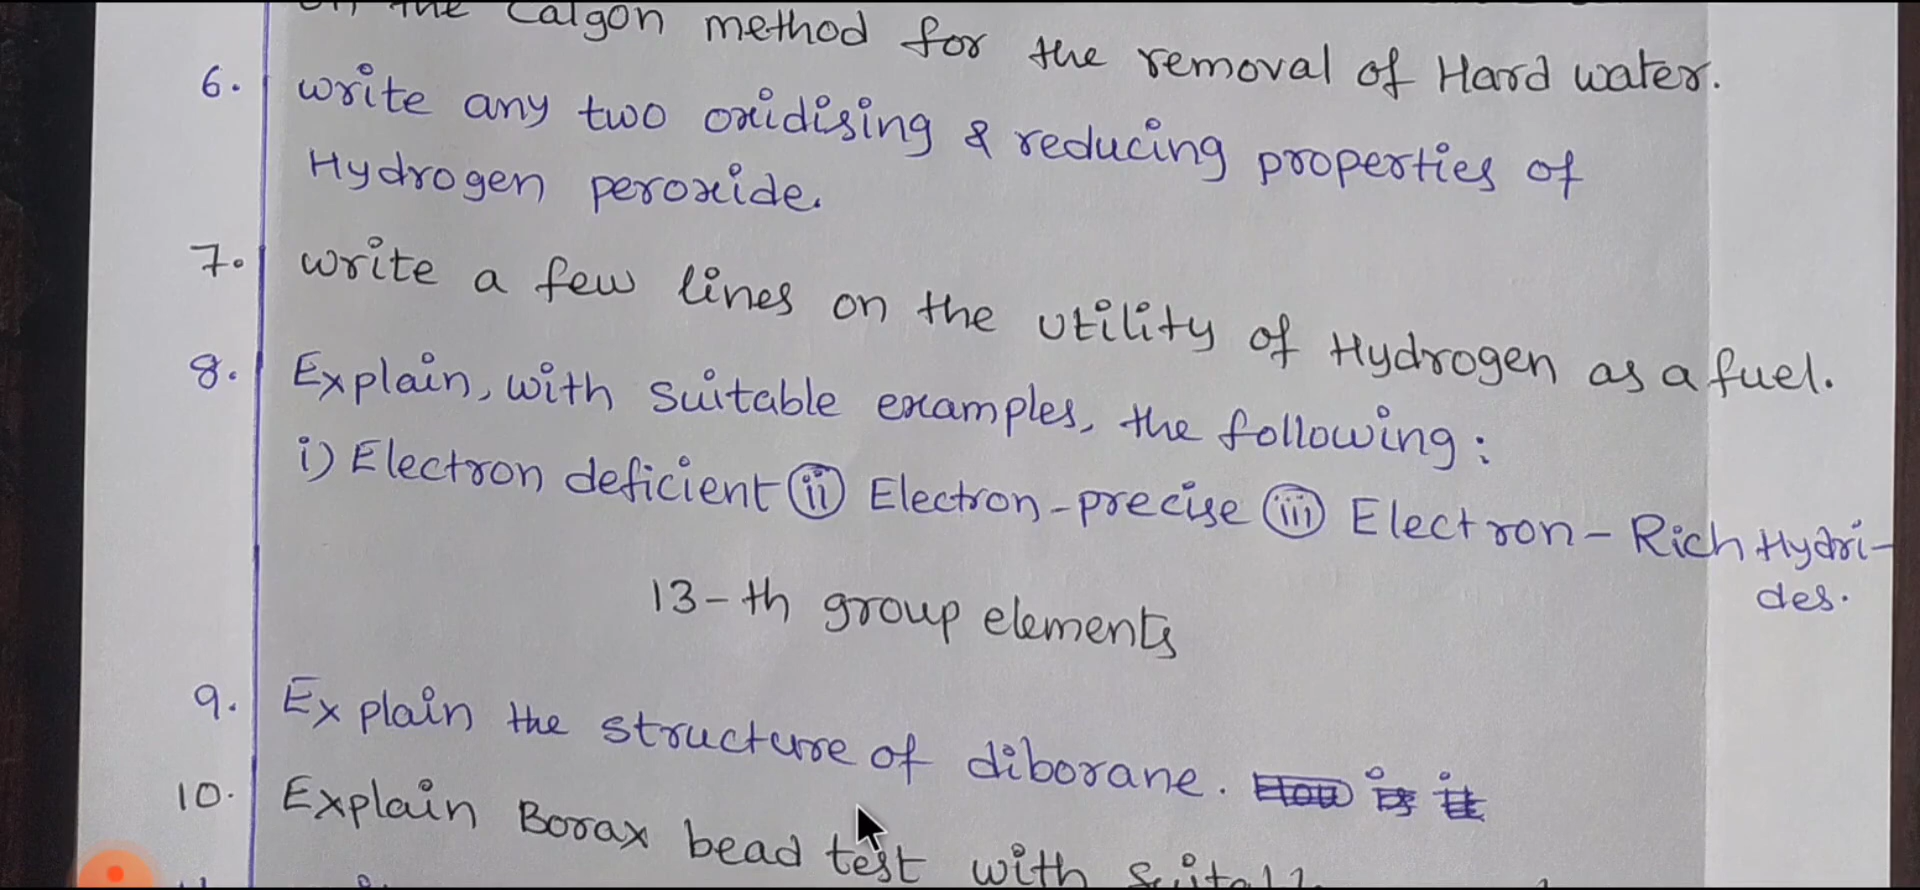 the Calgon method for the removal of Hard water.
6. write any two oxidising & reducing properties of
Hydrogen peroxide.
7. write a few lines on the utility of Hydrogen as a fuel.
8. Explain, with suitable examples, the following:
i) Electron deficient (ii) Electron-precise (iii) Electron-Rich Hydri-
des.
13-th group elements
9. Explain the structure of diborane.
10. Explain Borax bead test with